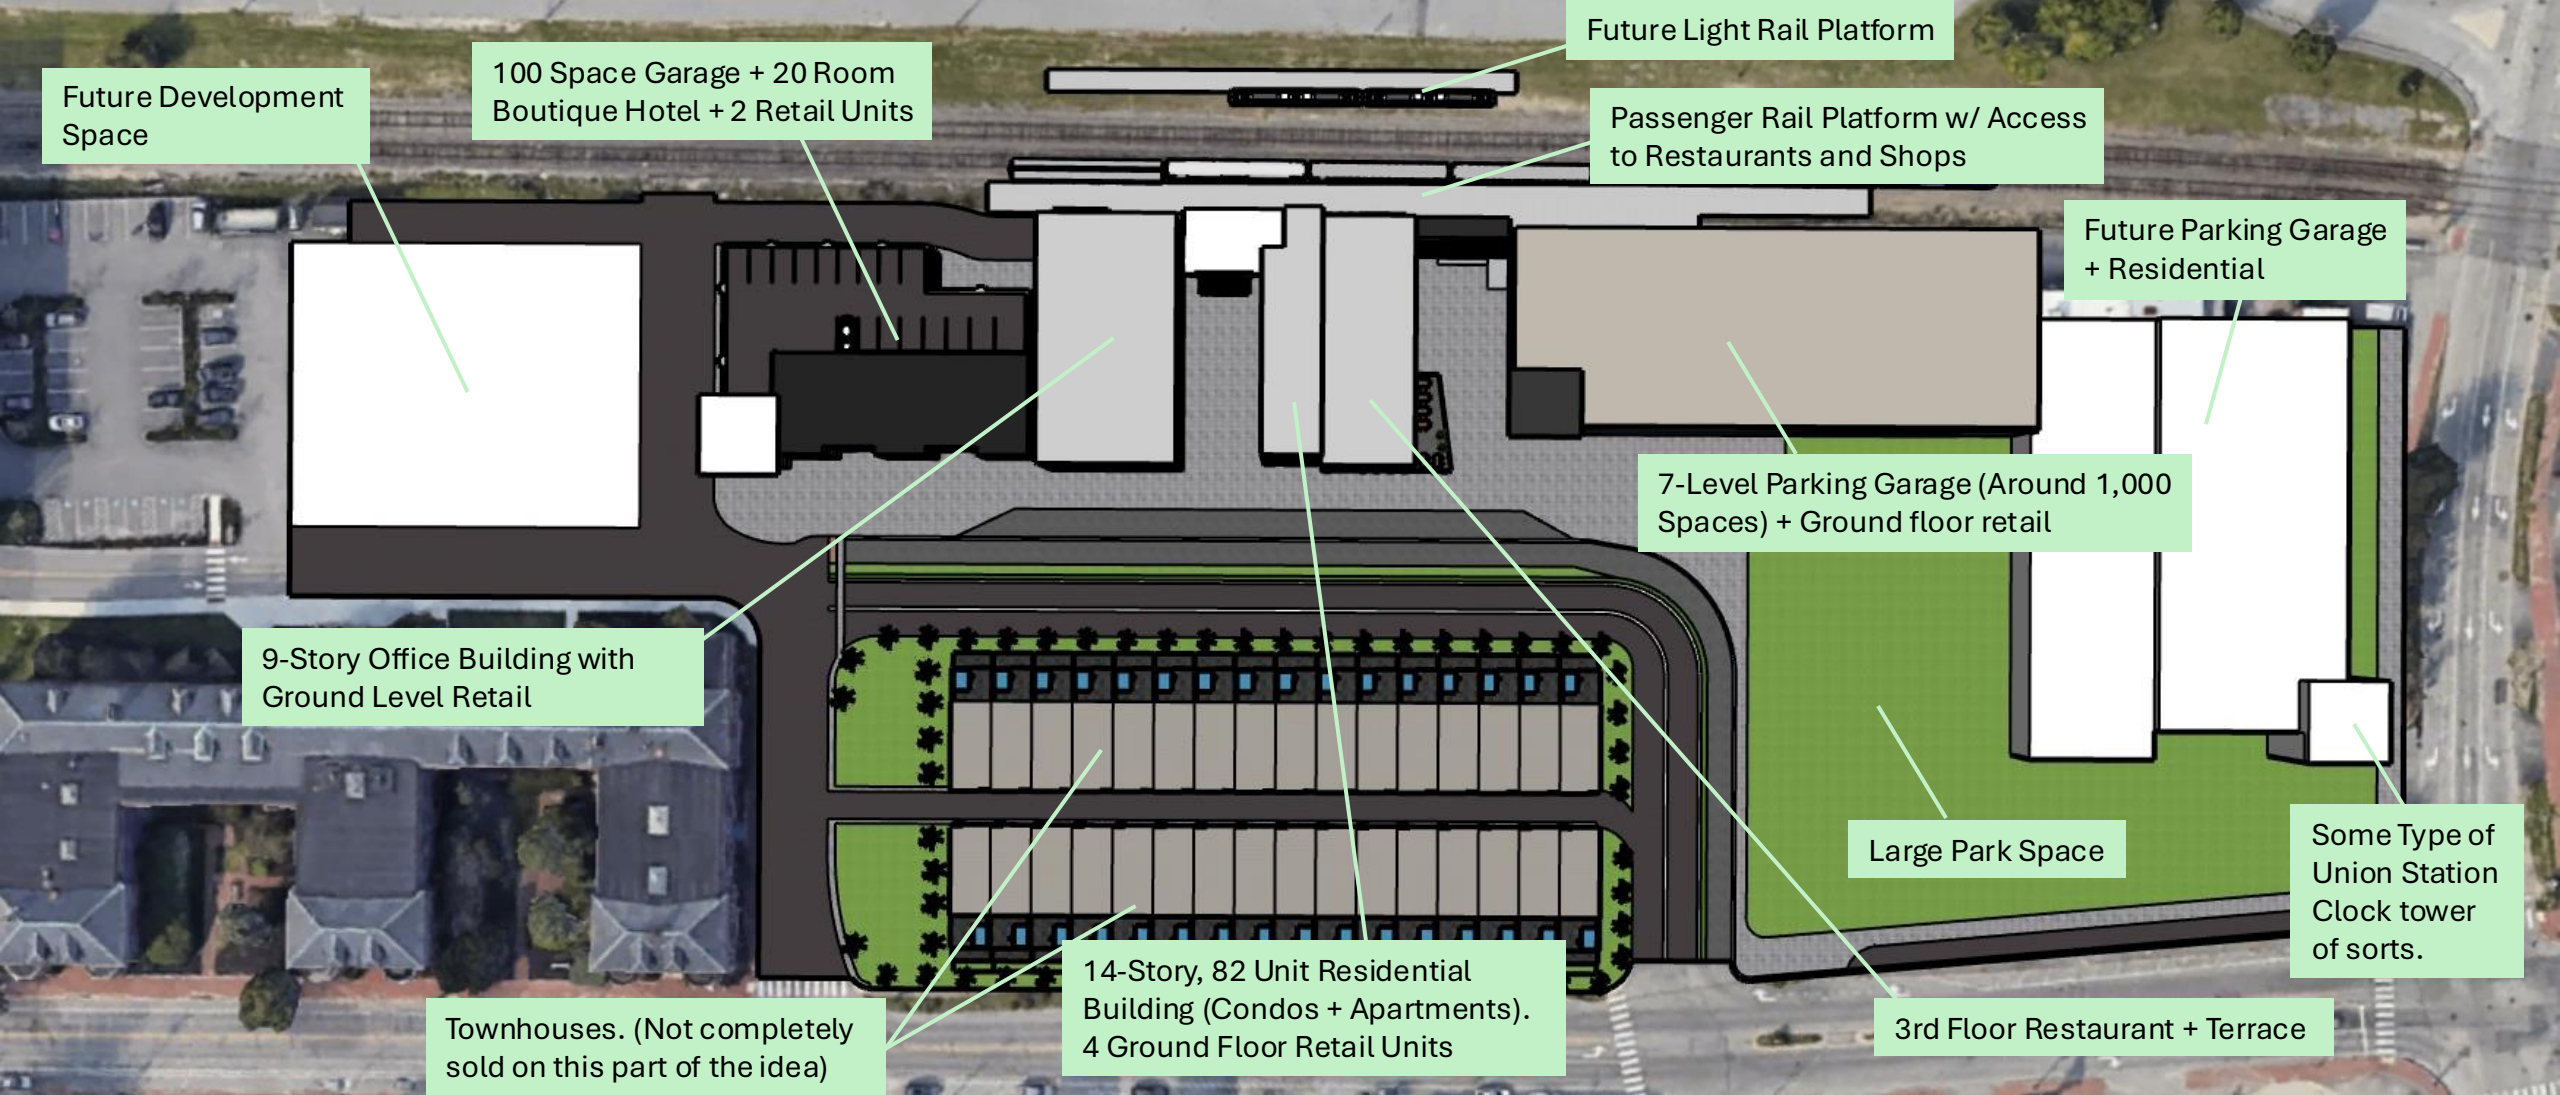 Future Light Rail Platform
100 Space Garage + 20 Room
Boutique Hotel + 2 Retail Units
Future Development
Space
Passenger Rail Platform w/ Access
to Restaurants and Shops
Future Parking Garage
+ Residential
7-Level Parking Garage (Around 1,000
Spaces) + Ground floor retail
9-Story Office Building with
Ground Level Retail
Large Park Space
Some Type of
Union Station
Clock tower
of sorts.
14-Story, 82 Unit Residential
Building (Condos + Apartments).
4 Ground Floor Retail Units
Townhouses. (Not completely
sold on this part of the idea)
3rd Floor Restaurant + Terrace